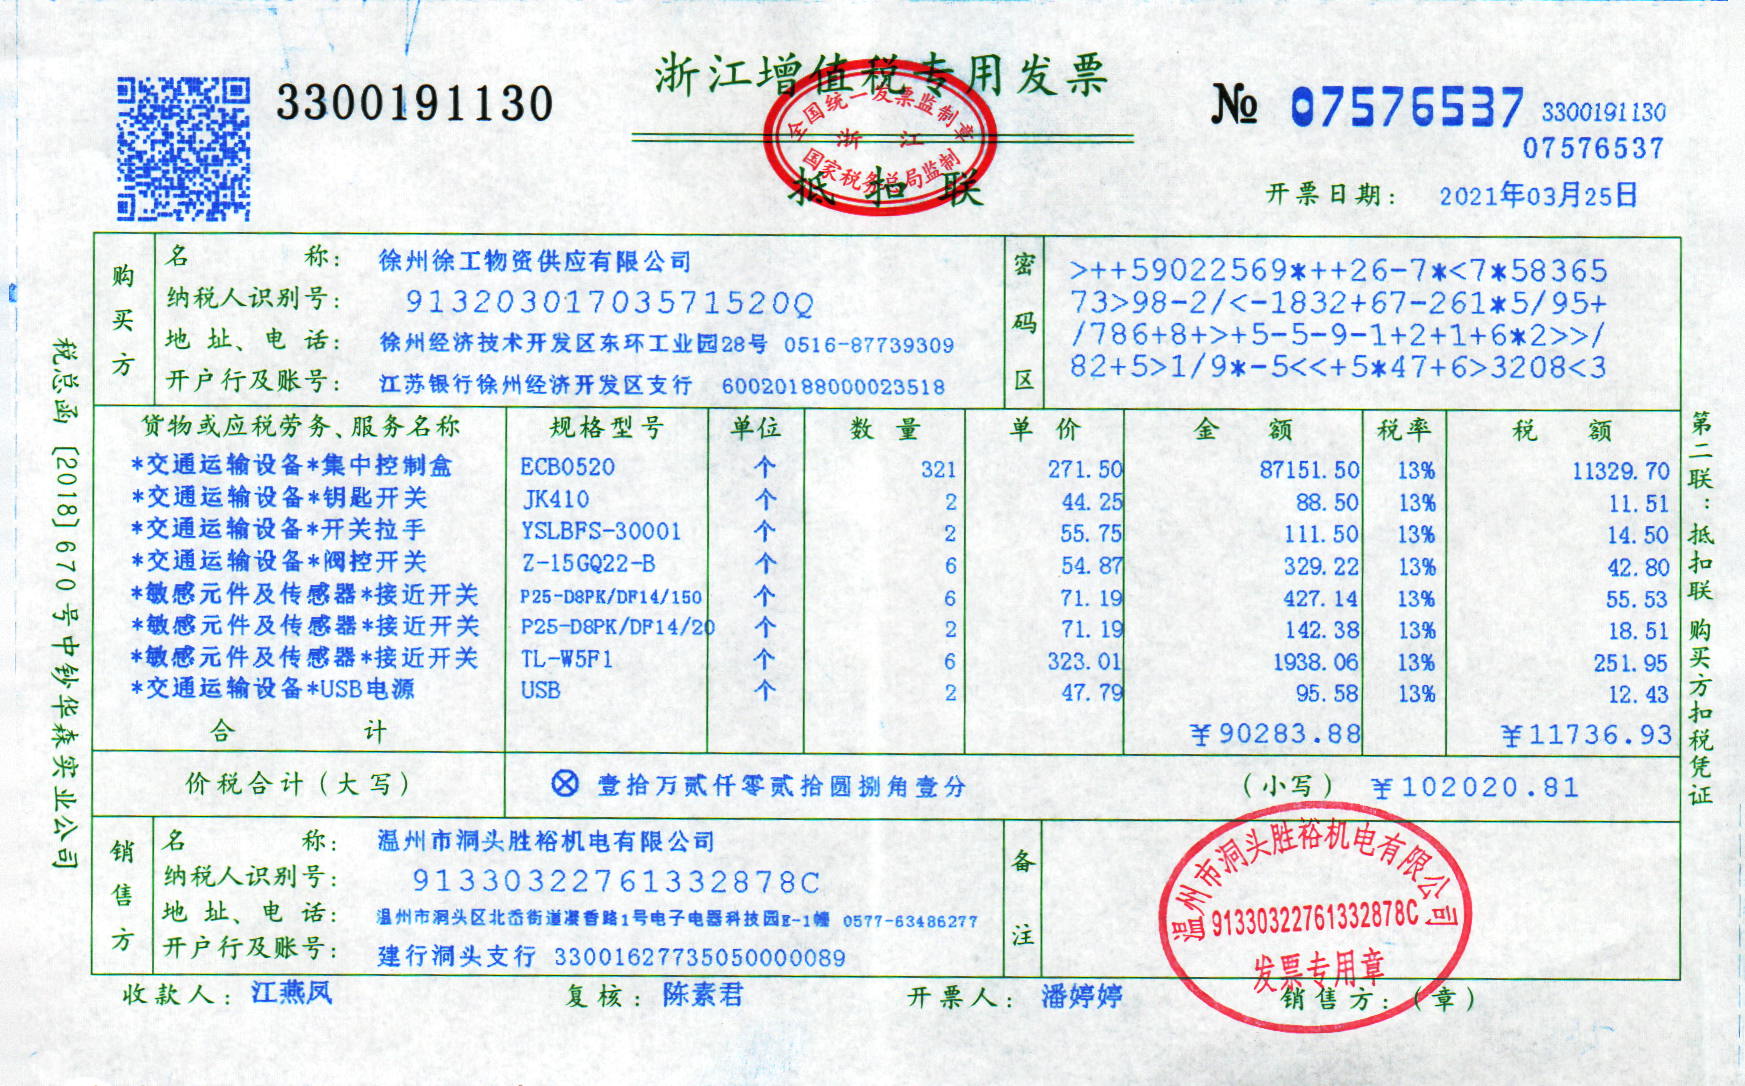 3300191130
浙江增值税专用发票
全国统一发票监制章
浙 江
国家税务总局监制
抵扣联
№ 07576537 3300191130
07576537
开票日期: 2021年03月25日
购买方
名 称: 徐州徐工物资供应有限公司
纳税人识别号: 91320301703571520Q
地 址、电 话: 徐州经济技术开发区东环工业园28号 0516-87739309
开户行及账号: 江苏银行徐州经济开发区支行 60020188000023518
密码区
>++59022569*++26-7*<7*58365
73>98-2/<-1832+67-261*5/95+
/786+8+>+5-5-9-1+2+1+6*2>>/
82+5>1/9*-5<<+5*47+6>3208<3
货物或应税劳务、服务名称 规格型号 单位 数 量 单 价 金 额 税率 税 额
*交通运输设备*集中控制盒 ECB0520 个 321 271.50 87151.50 13% 11329.70
*交通运输设备*钥匙开关 JK410 个 2 44.25 88.50 13% 11.51
*交通运输设备*开关拉手 YSLBFS-30001 个 2 55.75 111.50 13% 14.50
*交通运输设备*阀控开关 Z-15GQ22-B 个 6 54.87 329.22 13% 42.80
*敏感元件及传感器*接近开关 P25-D8PK/DF14/150 个 6 71.19 427.14 13% 55.53
*敏感元件及传感器*接近开关 P25-D8PK/DF14/20 个 2 71.19 142.38 13% 18.51
*敏感元件及传感器*接近开关 TL-W5F1 个 6 323.01 1938.06 13% 251.95
*交通运输设备*USB电源 USB 个 2 47.79 95.58 13% 12.43
合 计 ¥90283.88 ¥11736.93
价税合计(大写) ⊗ 壹拾万贰仟零贰拾圆捌角壹分 (小写) ¥102020.81
销售方
名 称: 温州市洞头胜裕机电有限公司
纳税人识别号: 91330322761332878C
地 址、电 话: 温州市洞头区北岙街道凝香路1号电子电器科技园E-1幢 0577-63486277
开户行及账号: 建行洞头支行 33001627735050000089
备注
温州市洞头胜裕机电有限公司
91330322761332878C
发票专用章
收款人: 江燕凤 复核: 陈素君 开票人: 潘婷婷 销售方:(章)
税总函〔2018〕670号中钞华森实业公司
第二联:抵扣联 购买方扣税凭证